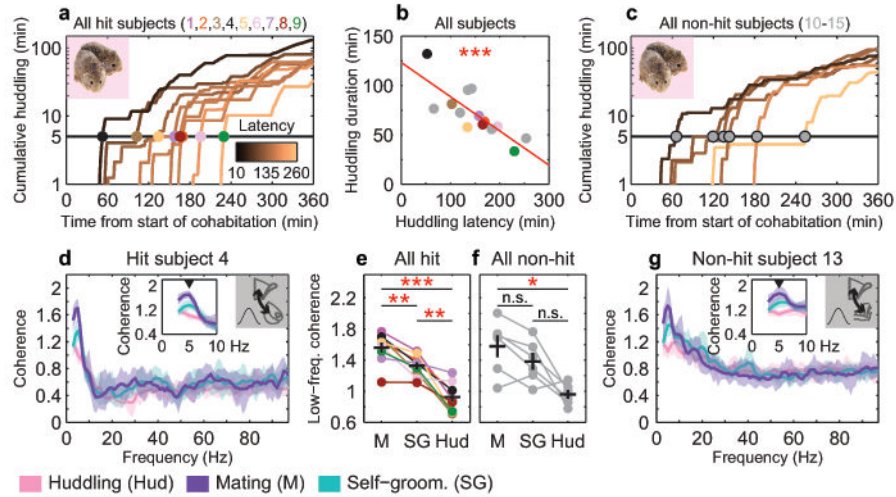 a All hit subjects (1,2,3,4,5,6,7,8,9)
Cumulative huddling (min)
100
10
5
1
Latency
10 135 260
0 60 120 180 240 300 360
Time from start of cohabitation (min)
b All subjects
Huddling duration (min)
150
100
50
0
***
0 100 200 300
Huddling latency (min)
c All non-hit subjects (10-15)
Cumulative huddling (min)
100
10
5
1
0 60 120 180 240 300 360
Time from start of cohabitation (min)
d Hit subject 4
Coherence
2
1.6
1.2
0.8
0.4
0
0 20 40 60 80
Frequency (Hz)
Coherence
2
1.2
0.4
0 5 10 Hz
e All hit
Low-freq. coherence
2.2
1.8
1.4
1
0.6
***
**
**
M SG Hud
f All non-hit
*
n.s.
n.s.
M SG Hud
g Non-hit subject 13
Coherence
2
1.6
1.2
0.8
0.4
0
0 20 40 60 80
Frequency (Hz)
Coherence
2
1.2
0.4
0 5 10 Hz
Huddling (Hud) Mating (M) Self-groom. (SG)